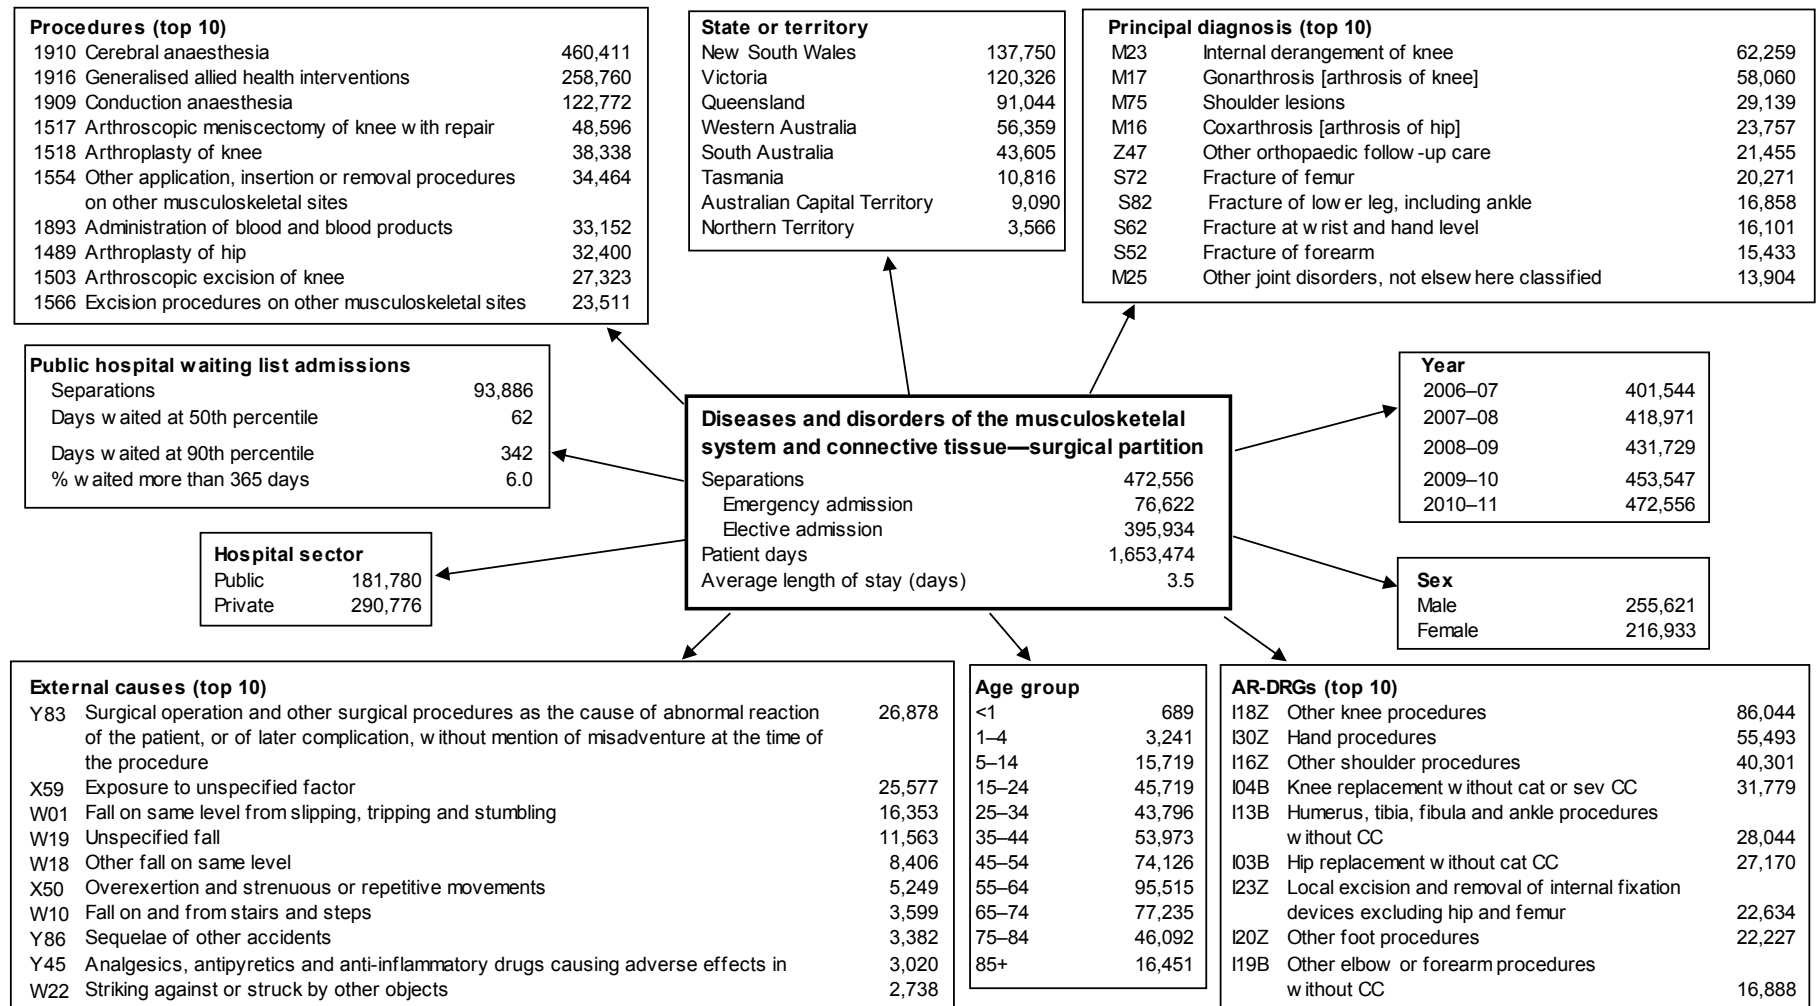 Procedures (top 10)
1910 Cerebral anaesthesia 460,411
1916 Generalised allied health interventions 258,760
1909 Conduction anaesthesia 122,772
1517 Arthroscopic meniscectomy of knee with repair 48,596
1518 Arthroplasty of knee 38,338
1554 Other application, insertion or removal procedures 34,464
on other musculoskeletal sites
1893 Administration of blood and blood products 33,152
1489 Arthroplasty of hip 32,400
1503 Arthroscopic excision of knee 27,323
1566 Excision procedures on other musculoskeletal sites 23,511
State or territory
New South Wales 137,750
Victoria 120,326
Queensland 91,044
Western Australia 56,359
South Australia 43,605
Tasmania 10,816
Australian Capital Territory 9,090
Northern Territory 3,566
Principal diagnosis (top 10)
M23 Internal derangement of knee 62,259
M17 Gonarthrosis [arthrosis of knee] 58,060
M75 Shoulder lesions 29,139
M16 Coxarthrosis [arthrosis of hip] 23,757
Z47 Other orthopaedic follow-up care 21,455
S72 Fracture of femur 20,271
S82 Fracture of lower leg, including ankle 16,858
S62 Fracture at wrist and hand level 16,101
S52 Fracture of forearm 15,433
M25 Other joint disorders, not elsewhere classified 13,904
Public hospital waiting list admissions
Separations 93,886
Days waited at 50th percentile 62
Days waited at 90th percentile 342
% waited more than 365 days 6.0
Diseases and disorders of the musculosketelal
system and connective tissue—surgical partition
Separations 472,556
Emergency admission 76,622
Elective admission 395,934
Patient days 1,653,474
Average length of stay (days) 3.5
Year
2006–07 401,544
2007–08 418,971
2008–09 431,729
2009–10 453,547
2010–11 472,556
Hospital sector
Public 181,780
Private 290,776
Sex
Male 255,621
Female 216,933
External causes (top 10)
Y83 Surgical operation and other surgical procedures as the cause of abnormal reaction 26,878
of the patient, or of later complication, without mention of misadventure at the time of
the procedure
X59 Exposure to unspecified factor 25,577
W01 Fall on same level from slipping, tripping and stumbling 16,353
W19 Unspecified fall 11,563
W18 Other fall on same level 8,406
X50 Overexertion and strenuous or repetitive movements 5,249
W10 Fall on and from stairs and steps 3,599
Y86 Sequelae of other accidents 3,382
Y45 Analgesics, antipyretics and anti-inflammatory drugs causing adverse effects in 3,020
W22 Striking against or struck by other objects 2,738
Age group
<1 689
1–4 3,241
5–14 15,719
15–24 45,719
25–34 43,796
35–44 53,973
45–54 74,126
55–64 95,515
65–74 77,235
75–84 46,092
85+ 16,451
AR-DRGs (top 10)
I18Z Other knee procedures 86,044
I30Z Hand procedures 55,493
I16Z Other shoulder procedures 40,301
I04B Knee replacement without cat or sev CC 31,779
I13B Humerus, tibia, fibula and ankle procedures
without CC 28,044
I03B Hip replacement without cat CC 27,170
I23Z Local excision and removal of internal fixation
devices excluding hip and femur 22,634
I20Z Other foot procedures 22,227
I19B Other elbow or forearm procedures
without CC 16,888